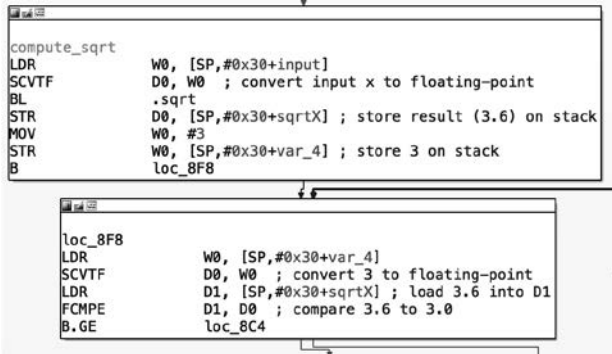 compute_sqrt
LDR W0, [SP,#0x30+input]
SCVTF D0, W0 ; convert input x to floating-point
BL .sqrt
STR D0, [SP,#0x30+sqrtX] ; store result (3.6) on stack
MOV W0, #3
STR W0, [SP,#0x30+var_4] ; store 3 on stack
B loc_8F8
loc_8F8
LDR W0, [SP,#0x30+var_4]
SCVTF D0, W0 ; convert 3 to floating-point
LDR D1, [SP,#0x30+sqrtX] ; load 3.6 into D1
FCMPE D1, D0 ; compare 3.6 to 3.0
B.GE loc_8C4